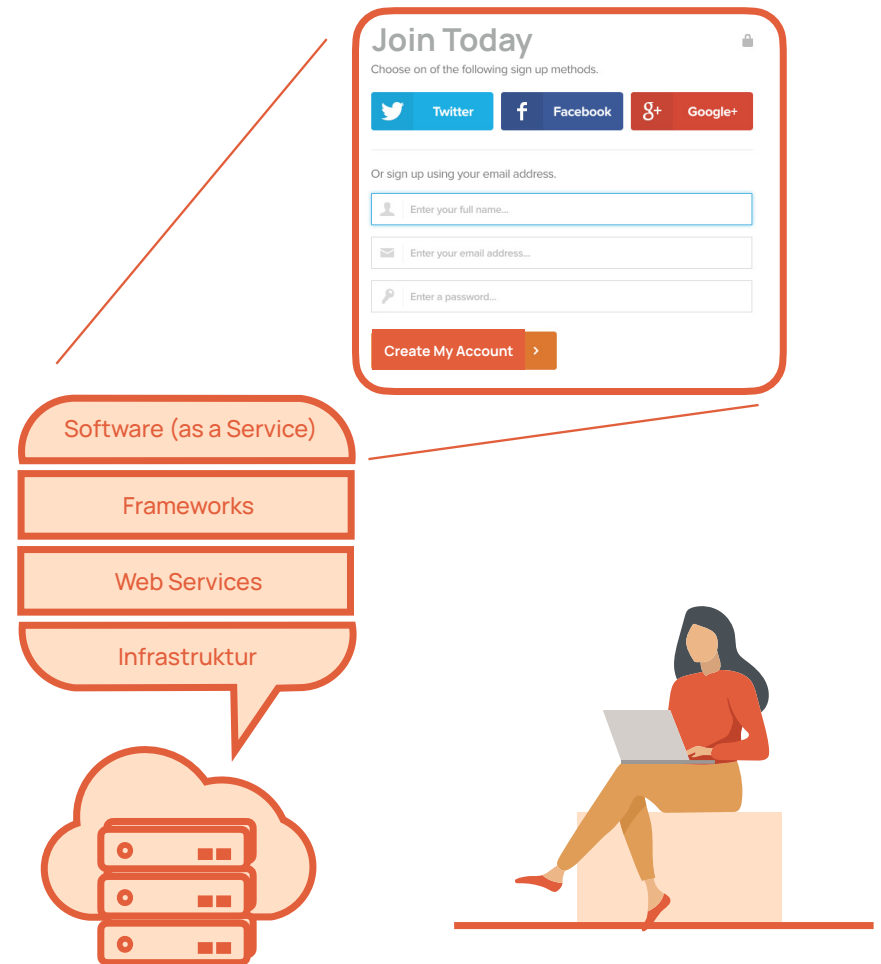 Join Today
Choose on of the following sign up methods.
Twitter
f Facebook
g+ Google+
Or sign up using your email address.
Enter your full name...
Enter your email address...
Enter a password...
Create My Account >
Software (as a Service)
Frameworks
Web Services
Infrastruktur